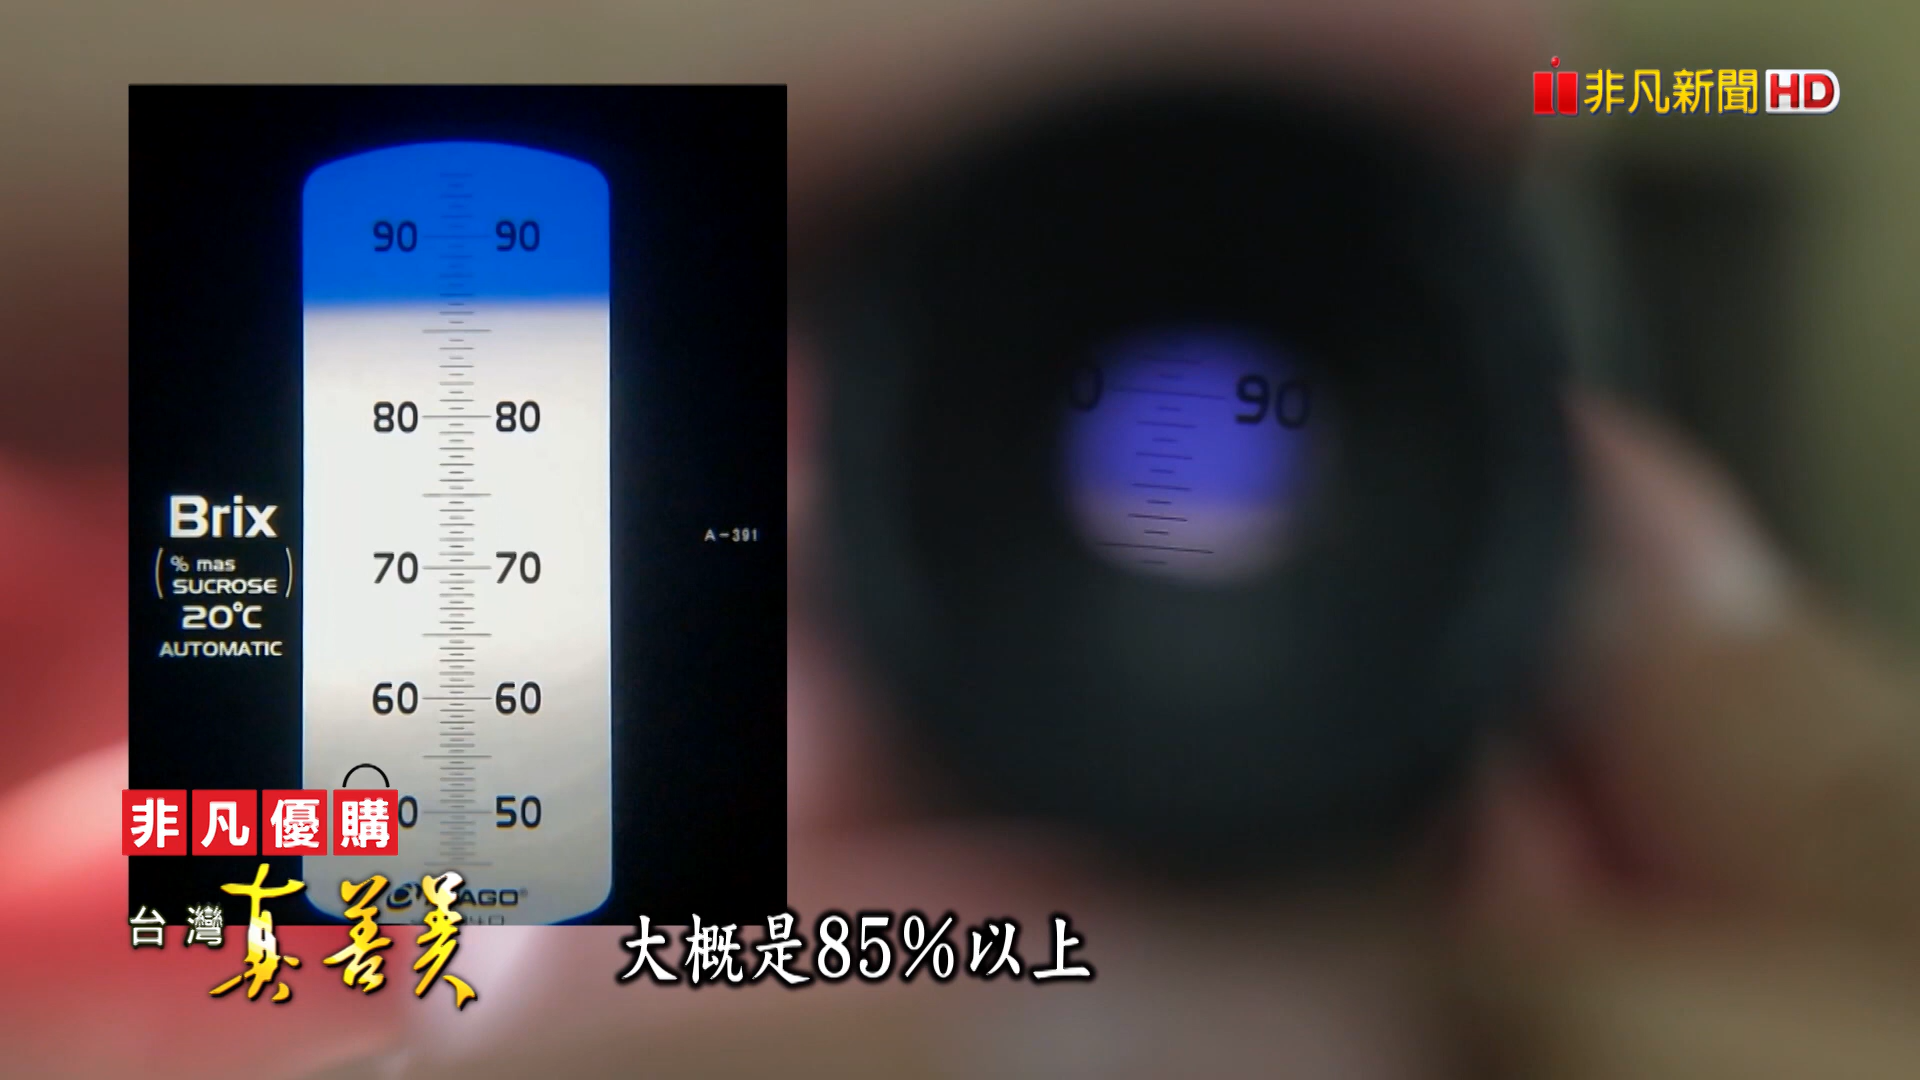 非凡新聞HD
90 90
80 80
Brix
(% mas
SUCROSE)
20°C
AUTOMATIC
A-391
70 70
60 60
50
90
非凡優購
台灣真善美
大概是85%以上